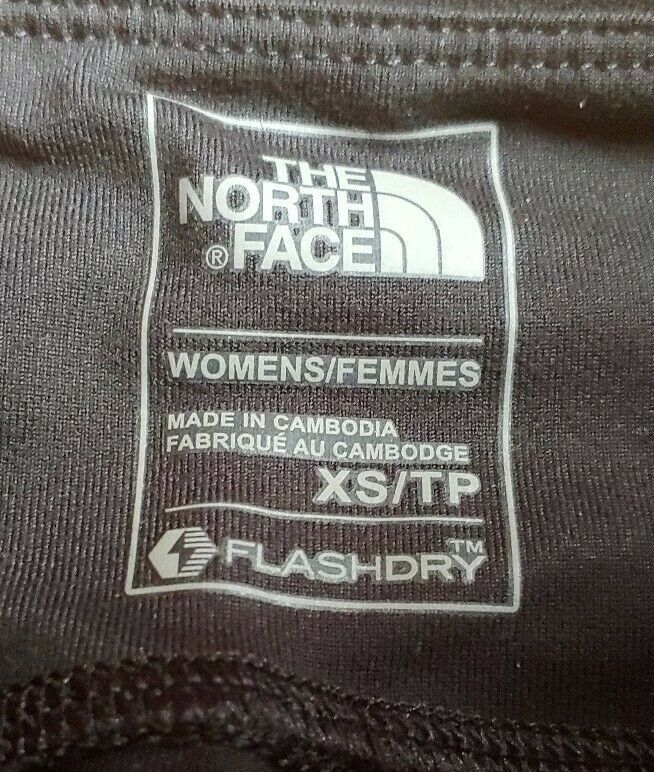 THE
NORTH
® FACE
WOMENS/FEMMES
MADE IN CAMBODIA
FABRIQUÉ AU CAMBODGE
XS/TP
FLASHDRY™